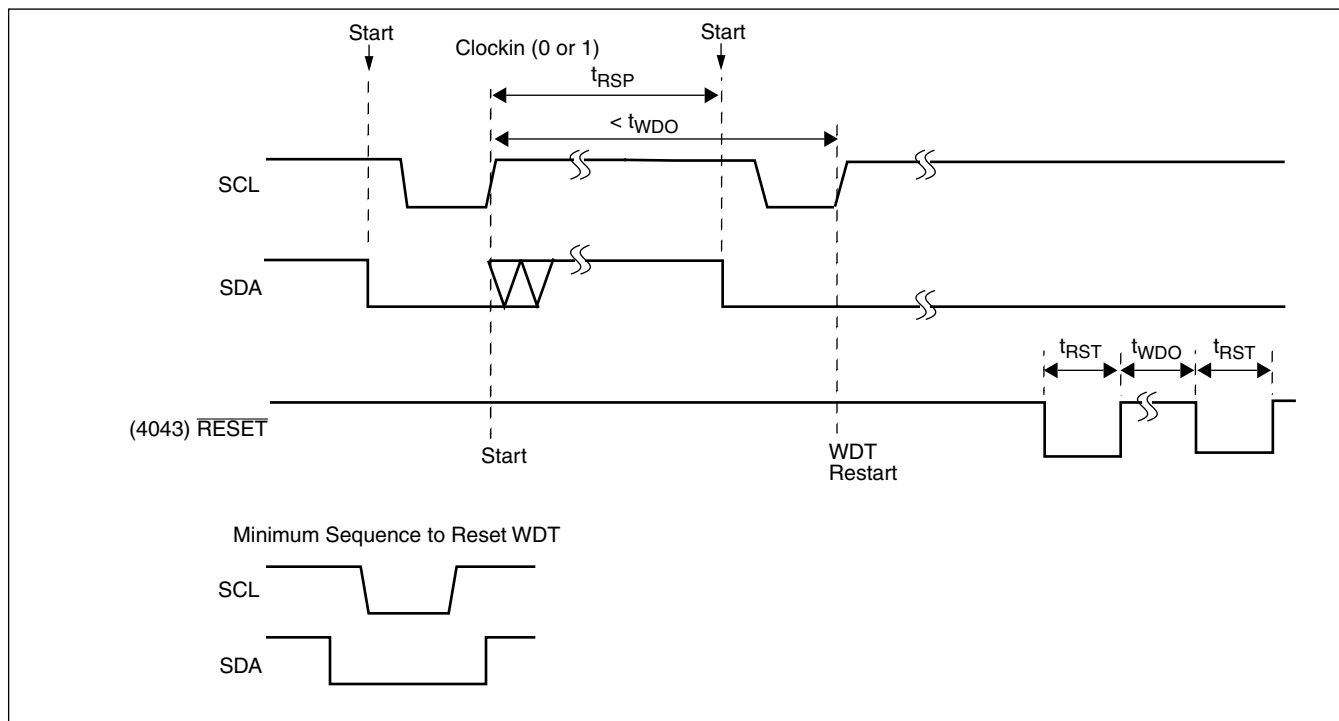 Start
Start
Clockin (0 or 1)
tRSP
< tWDO
SCL
SDA
tRST
tWDO
tRST
(4043) RESET
Start
WDT
Restart
Minimum Sequence to Reset WDT
SCL
SDA